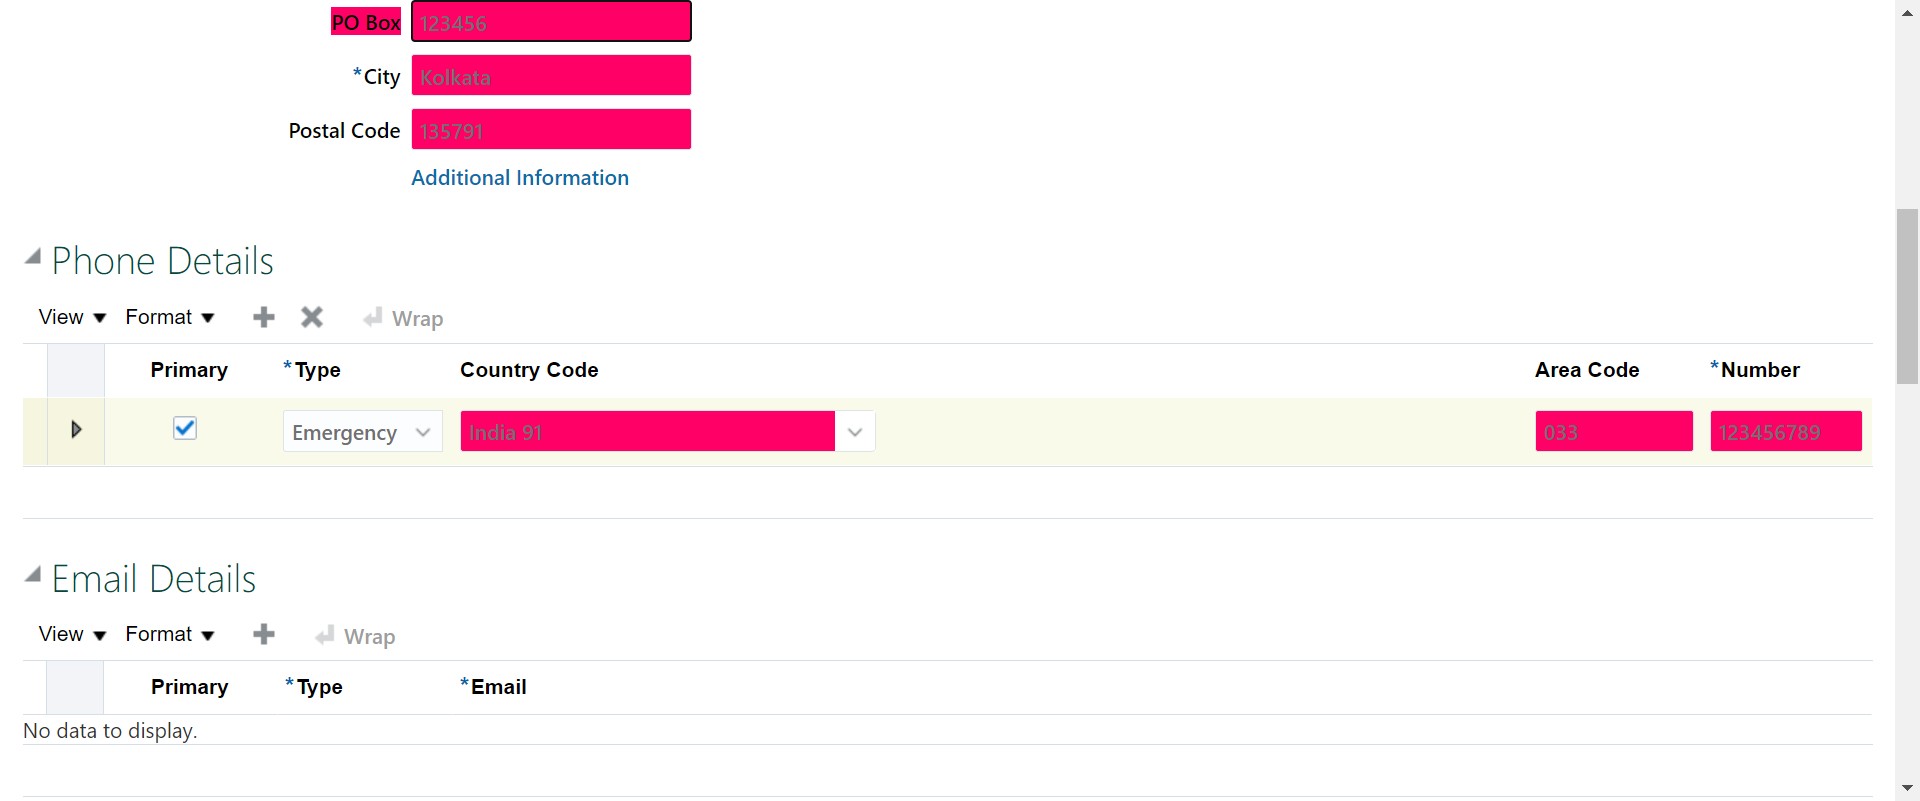 PO Box 123456
*City Kolkata
Postal Code 135791
Additional Information
Phone Details
View Format Wrap
Primary *Type Country Code Area Code *Number
Emergency India 91 033 123456789
Email Details
View Format Wrap
Primary *Type *Email
No data to display.